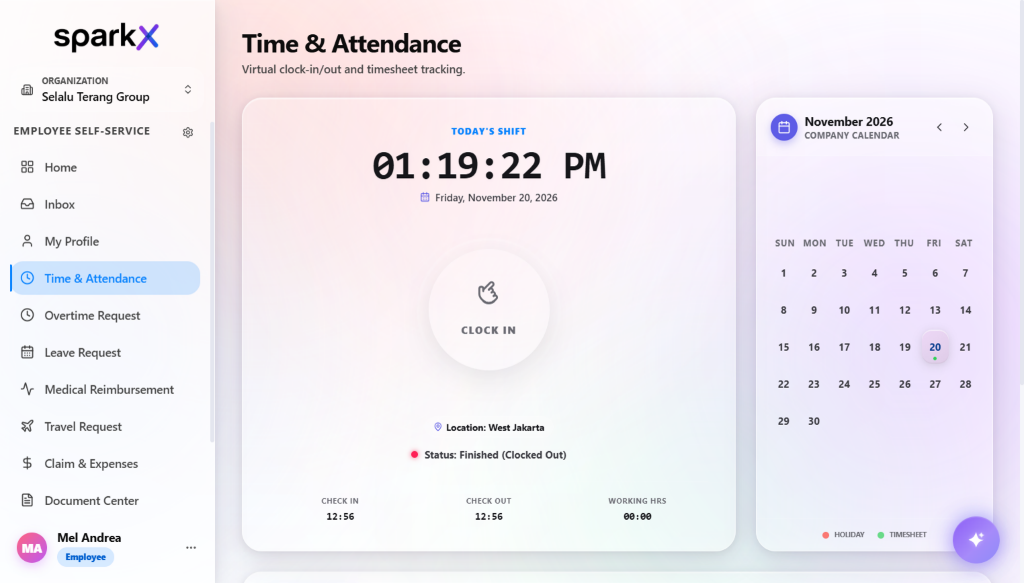 sparkX
ORGANIZATION
Selalu Terang Group
EMPLOYEE SELF-SERVICE
Home
Inbox
My Profile
Time & Attendance
Overtime Request
Leave Request
Medical Reimbursement
Travel Request
Claim & Expenses
Document Center
MA
Mel Andrea
Employee
Time & Attendance
Virtual clock-in/out and timesheet tracking.
TODAY'S SHIFT
01:19:22 PM
Friday, November 20, 2026
CLOCK IN
Location: West Jakarta
Status: Finished (Clocked Out)
CHECK IN CHECK OUT WORKING HRS
12:56 12:56 00:00
November 2026
COMPANY CALENDAR
SUN MON TUE WED THU FRI SAT
1 2 3 4 5 6 7
8 9 10 11 12 13 14
15 16 17 18 19 20 21
22 23 24 25 26 27 28
29 30
HOLIDAY TIMESHEET